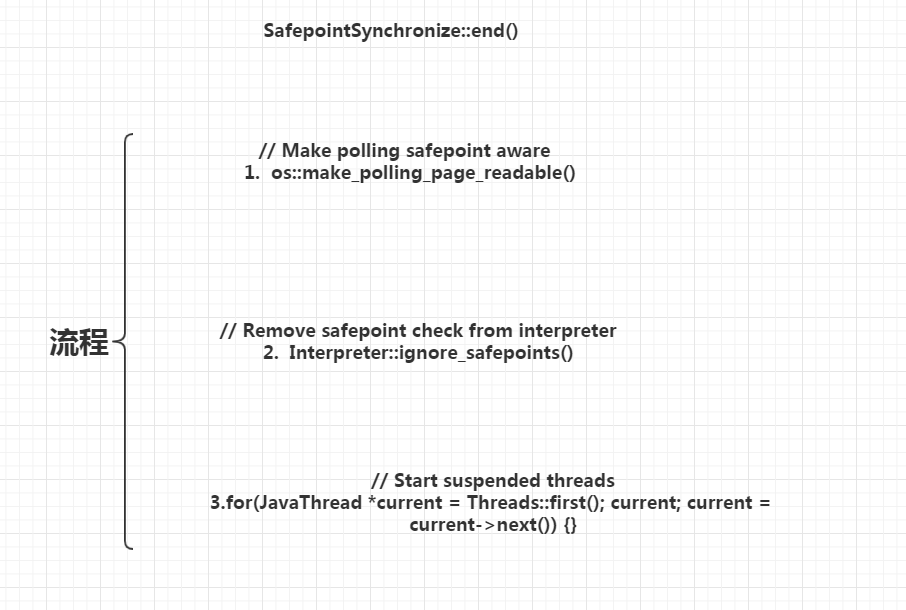 SafepointSynchronize::end()
// Make polling safepoint aware
1. os::make_polling_page_readable()
流程
// Remove safepoint check from interpreter
2. Interpreter::ignore_safepoints()
// Start suspended threads
3.for(JavaThread *current = Threads::first(); current; current =
current->next()) {}